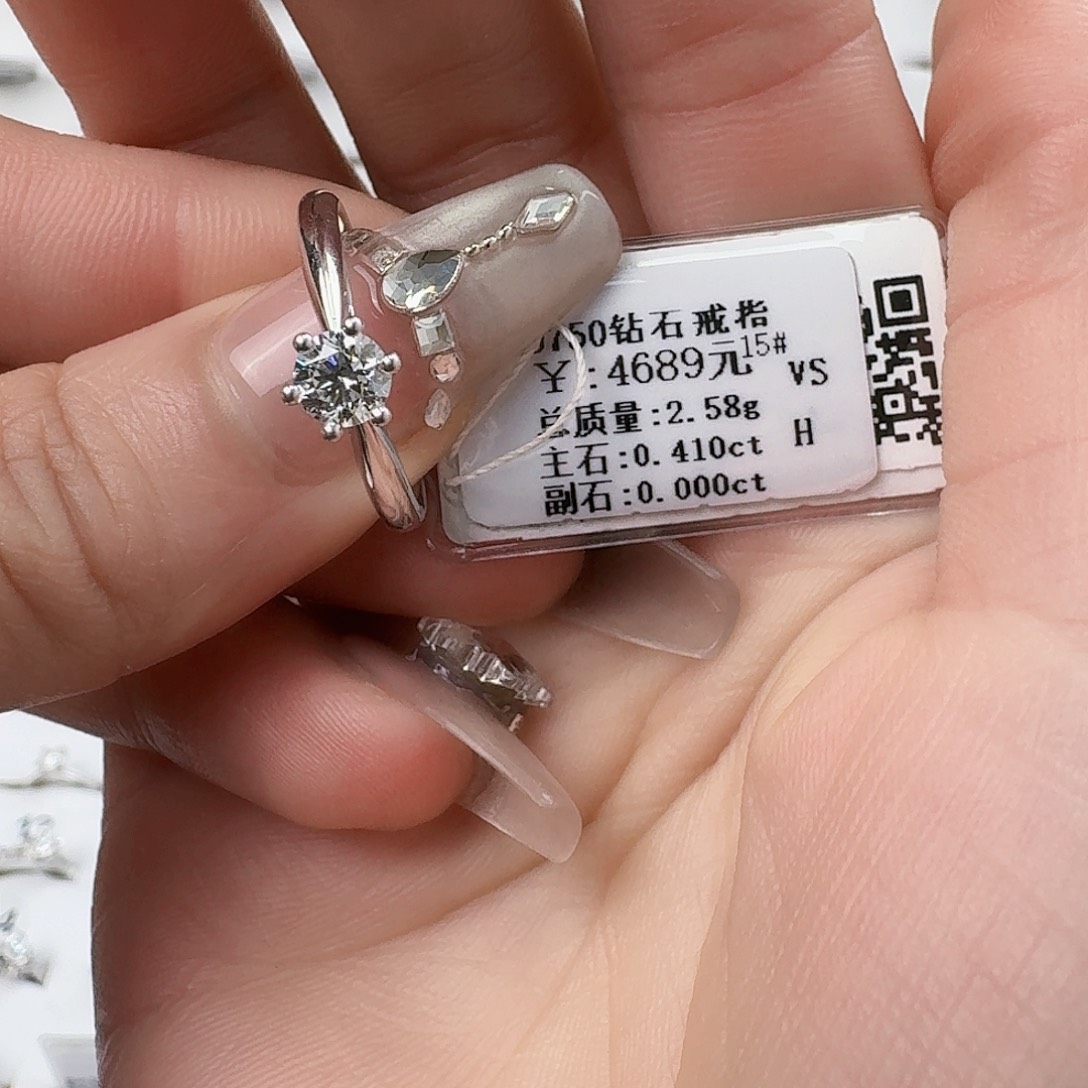 750钻石戒指
¥:4689元15# VS
总质量:2.58g
主石:0.410ct H
副石:0.000ct